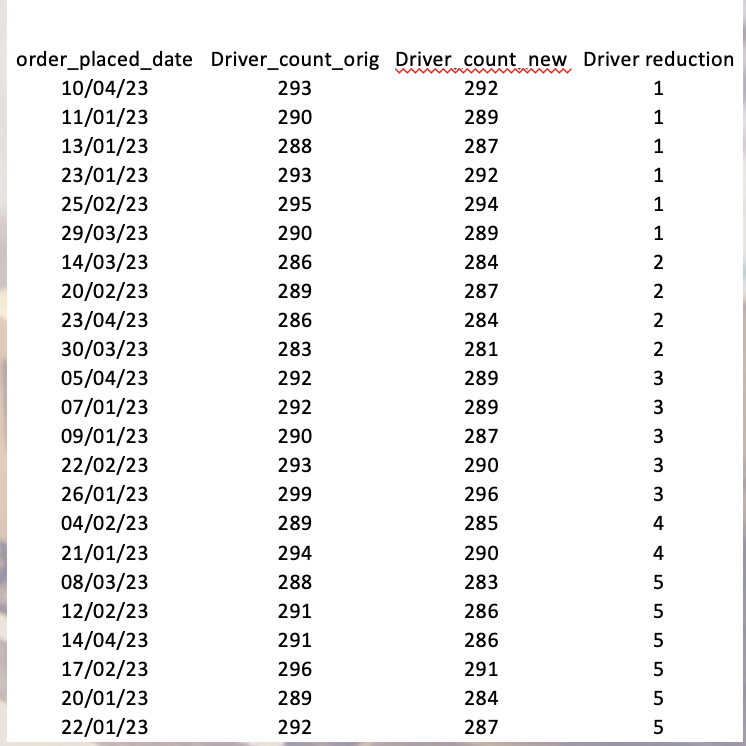 order_placed_date Driver_count_orig Driver_count_new Driver reduction
10/04/23 293 292 1
11/01/23 290 289 1
13/01/23 288 287 1
23/01/23 293 292 1
25/02/23 295 294 1
29/03/23 290 289 1
14/03/23 286 284 2
20/02/23 289 287 2
23/04/23 286 284 2
30/03/23 283 281 2
05/04/23 292 289 3
07/01/23 292 289 3
09/01/23 290 287 3
22/02/23 293 290 3
26/01/23 299 296 3
04/02/23 289 285 4
21/01/23 294 290 4
08/03/23 288 283 5
12/02/23 291 286 5
14/04/23 291 286 5
17/02/23 296 291 5
20/01/23 289 284 5
22/01/23 292 287 5